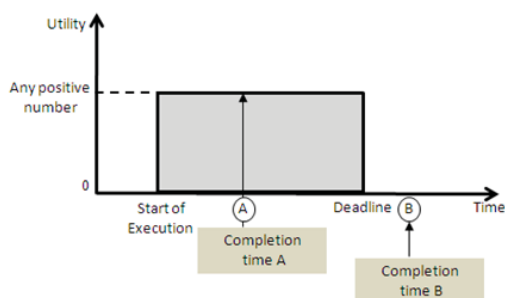 Utility
Any positive
number
0
Start of
Execution
A
Deadline
B
Time
Completion
time A
Completion
time B